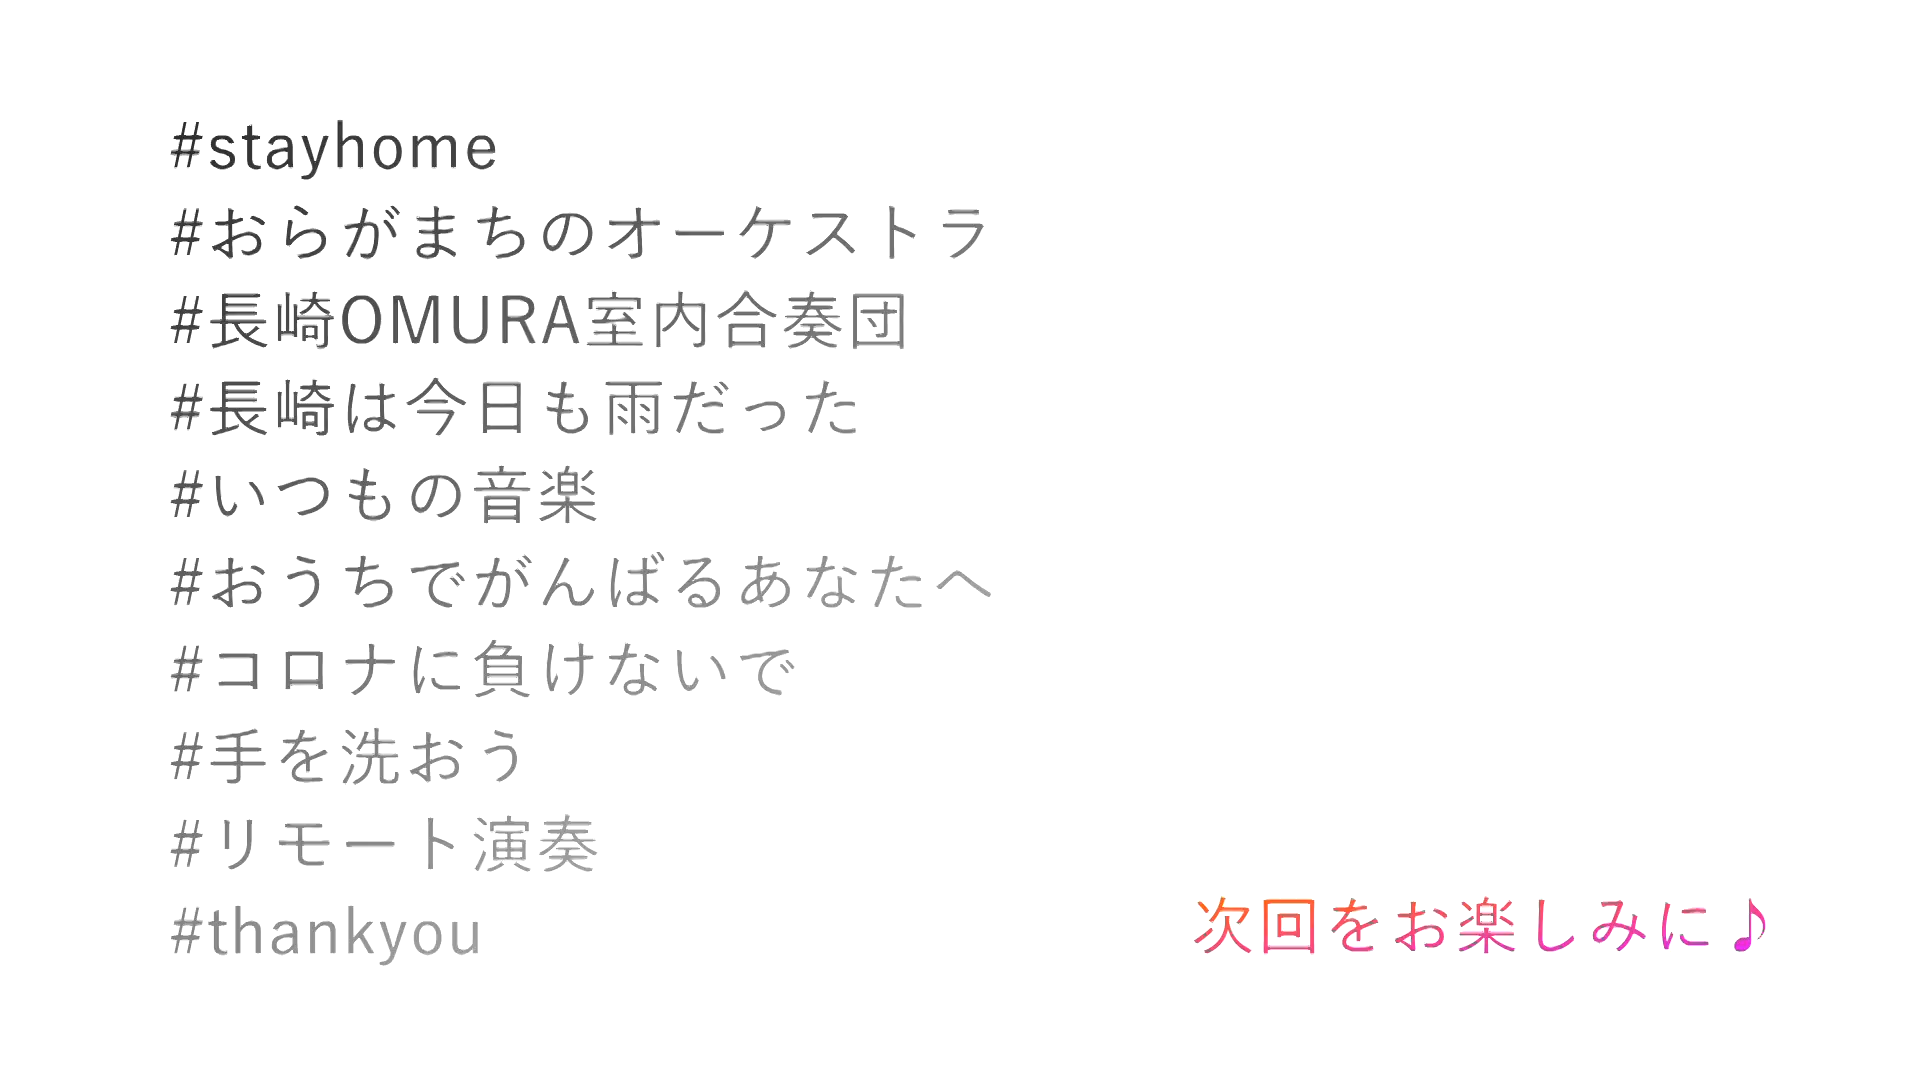 #stayhome
#おらがまちのオーケストラ
#長崎OMURA室内合奏団
#長崎は今日も雨だった
#いつもの音楽
#おうちでがんばるあなたへ
#コロナに負けないで
#手を洗おう
#リモート演奏
#thankyou
次回をお楽しみに♪